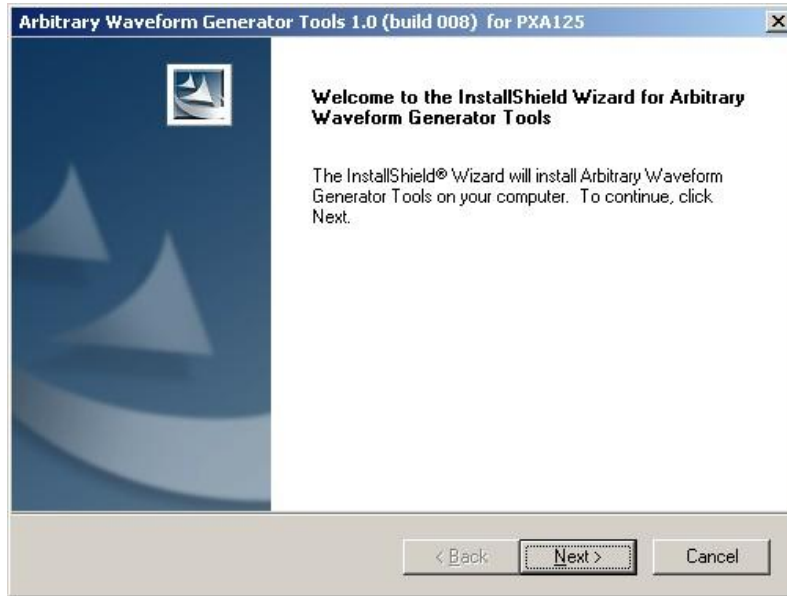 Arbitrary Waveform Generator Tools 1.0 (build 008) for PXA125
Welcome to the InstallShield Wizard for Arbitrary
Waveform Generator Tools
The InstallShield® Wizard will install Arbitrary Waveform
Generator Tools on your computer. To continue, click
Next.
< Back
Next >
Cancel